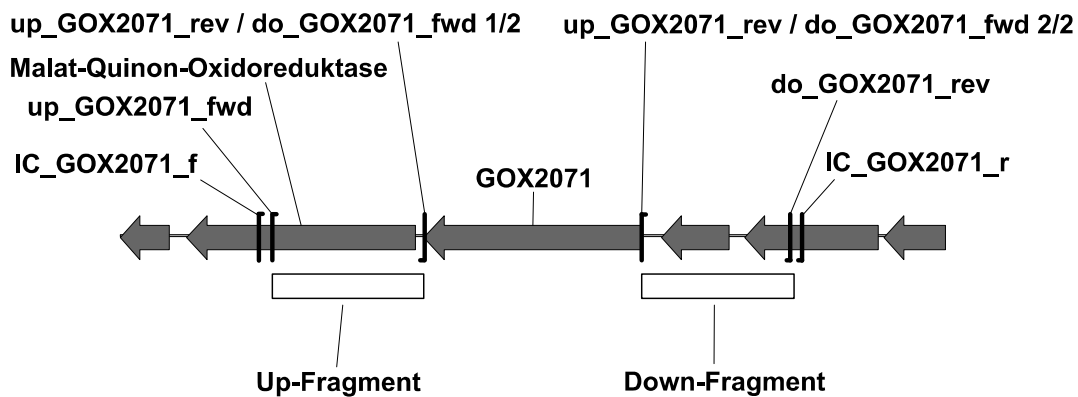 up_GOX2071_rev / do_GOX2071_fwd 1/2
up_GOX2071_rev / do_GOX2071_fwd 2/2
Malat-Quinon-Oxidoreduktase
do_GOX2071_rev
up_GOX2071_fwd
IC_GOX2071_f
GOX2071
IC_GOX2071_r
Up-Fragment
Down-Fragment